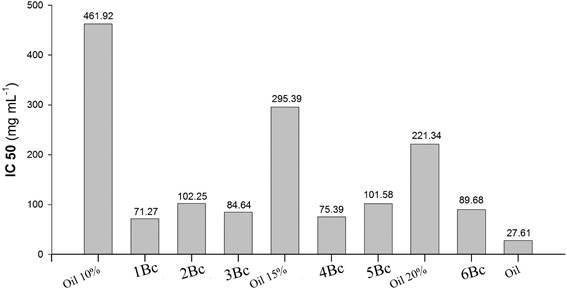 500
400
300
200
100
0
IC 50 (mg mL-1)
461.92
71.27
102.25
84.64
295.39
75.39
101.58
221.34
89.68
27.61
Oil 10%
1Bc
2Bc
3Bc
Oil 15%
4Bc
5Bc
Oil 20%
6Bc
Oil